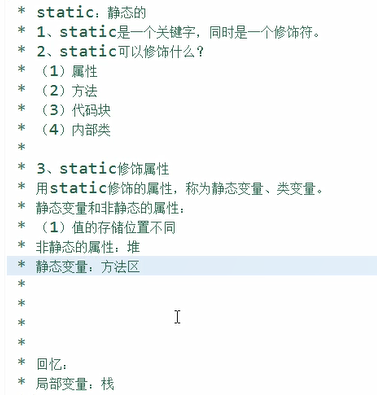 * static：静态的
* 1、static是一个关键字，同时是一个修饰符。
* 2、static可以修饰什么？
* （1）属性
* （2）方法
* （3）代码块
* （4）内部类
*
* 3、static修饰属性
* 用static修饰的属性，称为静态变量、类变量。
* 静态变量和非静态的属性：
* （1）值的存储位置不同
* 非静态的属性：堆
* 静态变量：方法区
*
*
*
*
* 回忆：
* 局部变量：栈